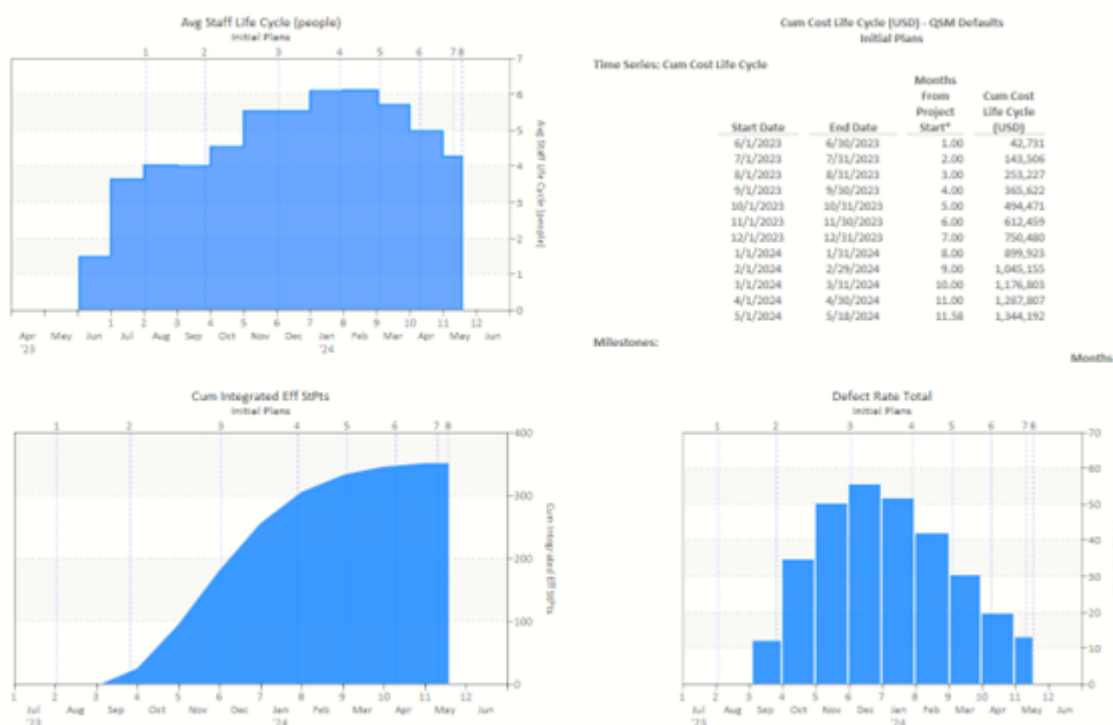 Avg Staff Life Cycle (people)
Initial Plans
1 2 3 4 5 6 7 8
7
6
5
4
3
2
1
0
Avg Staff Life Cycle (people)
1 2 3 4 5 6 7 8 9 10 11 12
Apr May Jun Jul Aug Sep Oct Nov Dec Jan Feb Mar Apr May Jun
'23 '24
Cum Cost Life Cycle (USD) - QSM Defaults
Initial Plans
Time Series: Cum Cost Life Cycle
Months
From Cum Cost
Project Life Cycle
Start Date End Date Start* (USD)
6/1/2023 6/30/2023 1.00 42,731
7/1/2023 7/31/2023 2.00 143,506
8/1/2023 8/31/2023 3.00 253,227
9/1/2023 9/30/2023 4.00 365,622
10/1/2023 10/31/2023 5.00 494,471
11/1/2023 11/30/2023 6.00 612,459
12/1/2023 12/31/2023 7.00 750,480
1/1/2024 1/31/2024 8.00 899,923
2/1/2024 2/29/2024 9.00 1,045,155
3/1/2024 3/31/2024 10.00 1,176,803
4/1/2024 4/30/2024 11.00 1,287,807
5/1/2024 5/18/2024 11.58 1,344,192
Milestones:
Months
Cum Integrated Eff StPts
Initial Plans
1 2 3 4 5 6 7 8
400
300
200
100
0
Cum Integrated Eff StPts
1 2 3 4 5 6 7 8 9 10 11 12
Jul Aug Sep Oct Nov Dec Jan Feb Mar Apr May Jun
'23 '24
Defect Rate Total
Initial Plans
1 2 3 4 5 6 7 8
70
60
50
40
30
20
10
0
1 2 3 4 5 6 7 8 9 10 11 12
Jul Aug Sep Oct Nov Dec Jan Feb Mar Apr May Jun
'23 '24